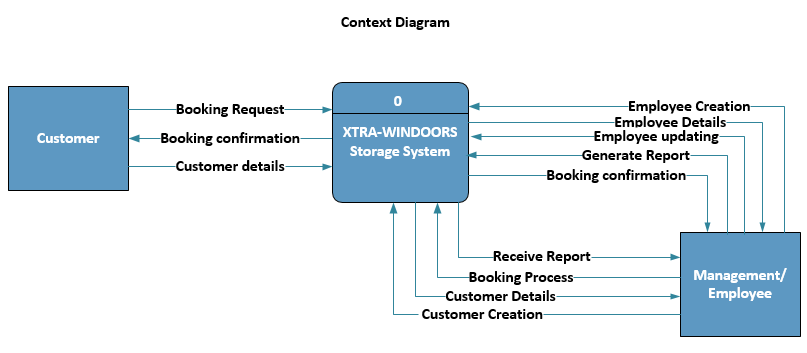 Context Diagram
Customer
Booking Request
Booking confirmation
Customer details
0
XTRA-WINDOORS
Storage System
Employee Creation
Employee Details
Employee updating
Generate Report
Booking confirmation
Receive Report
Booking Process
Customer Details
Customer Creation
Management/
Employee